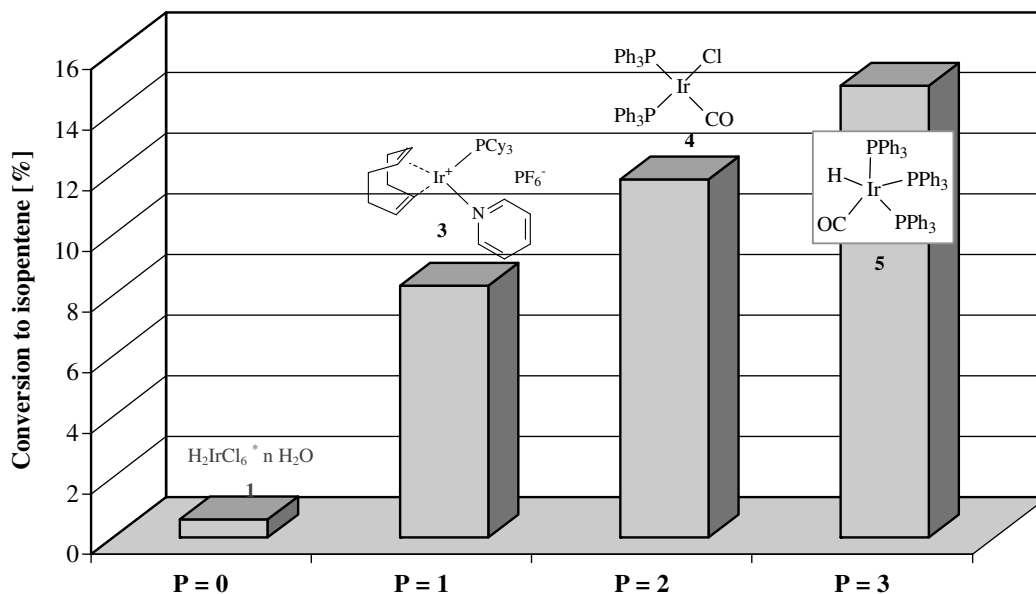 Conversion to isopentene [%]
16
14
12
10
8
6
4
2
0
H₂IrCl₆ * n H₂O
1
PCy₃
Ir⁺
PF₆⁻
N
3
Ph₃P
Cl
Ir
Ph₃P
CO
4
PPh₃
H
Ir
PPh₃
OC
PPh₃
5
P = 0 P = 1 P = 2 P = 3